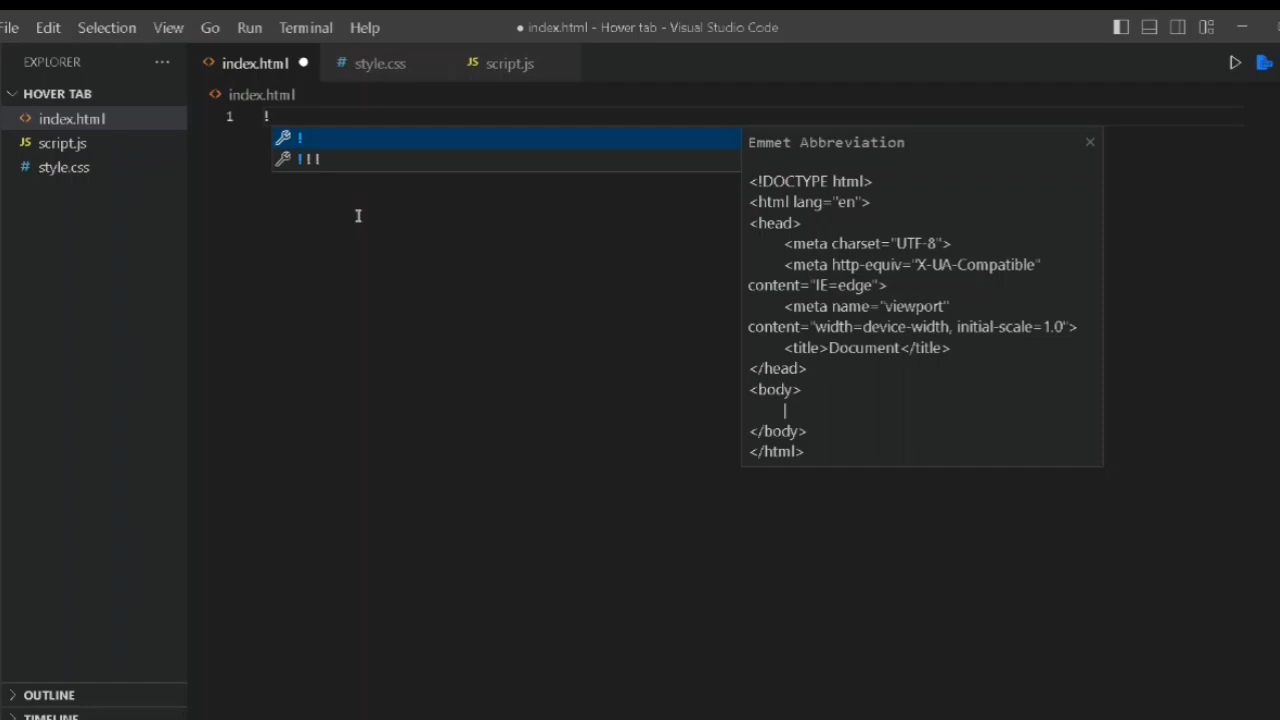 File Edit Selection View Go Run Terminal Help ● index.html - Hover tab - Visual Studio Code
EXPLORER ··· <> index.html ● # style.css JS script.js
HOVER TAB
<> index.html
<> index.html
JS script.js
# style.css
1 !
!
!!!
Emmet Abbreviation
<!DOCTYPE html>
<html lang="en">
<head>
<meta charset="UTF-8">
<meta http-equiv="X-UA-Compatible"
content="IE=edge">
<meta name="viewport"
content="width=device-width, initial-scale=1.0">
<title>Document</title>
</head>
<body>
|
</body>
</html>
OUTLINE
TIMELINE